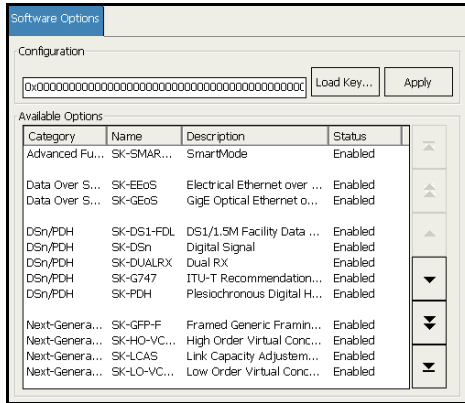 Software Options
Configuration
Load Key... Apply
Available Options
Category Name Description Status
Advanced Fu... SK-SMAR... SmartMode Enabled
Data Over S... SK-EEoS Electrical Ethernet over ... Enabled
Data Over S... SK-GEoS GigE Optical Ethernet o... Enabled
DSn/PDH SK-DS1-FDL DS1/1.5M Facility Data ... Enabled
DSn/PDH SK-DSn Digital Signal Enabled
DSn/PDH SK-DUALRX Dual RX Enabled
DSn/PDH SK-G747 ITU-T Recommendation... Enabled
DSn/PDH SK-PDH Plesiochronous Digital H... Enabled
Next-Genera... SK-GFP-F Framed Generic Framin... Enabled
Next-Genera... SK-HO-VC... High Order Virtual Conc... Enabled
Next-Genera... SK-LCAS Link Capacity Adjustem... Enabled
Next-Genera... SK-LO-VC... Low Order Virtual Conc... Enabled